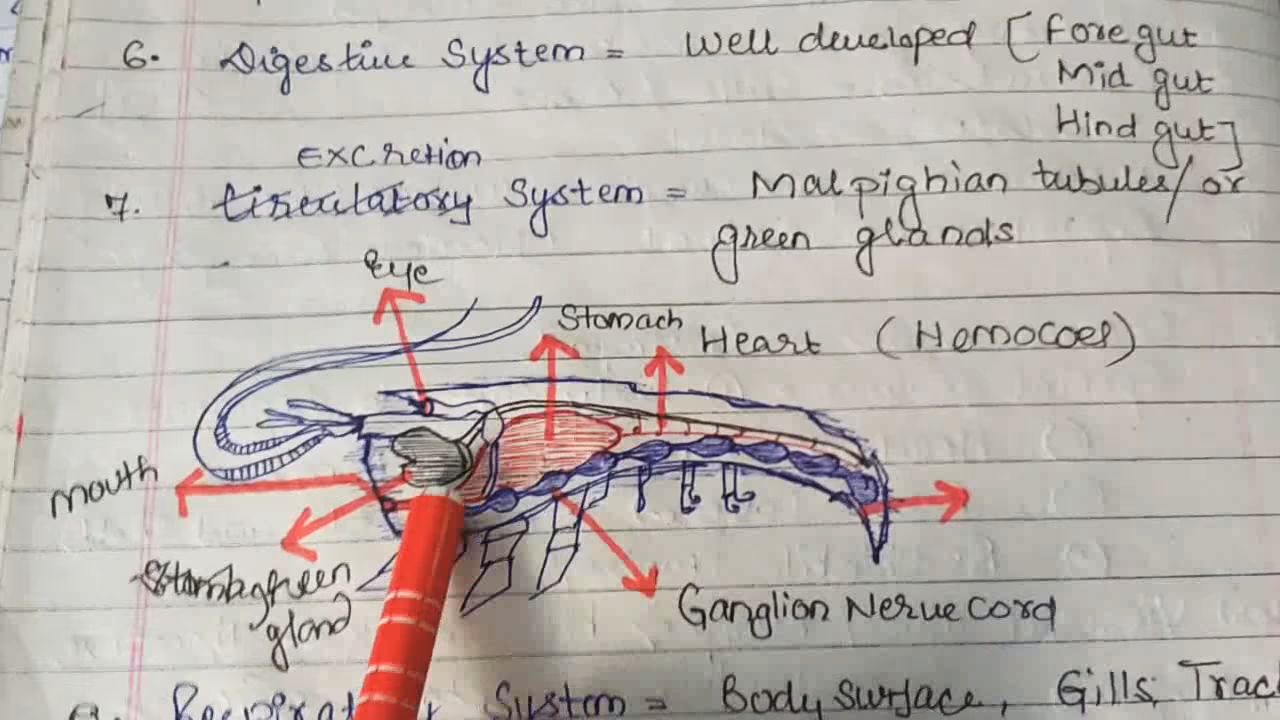 6. Digestive System = Well developed [Fore gut
Mid gut
Hind gut]
Excretion
7. Circulatory System = Malpighian tubules/ or
green glands
Eye
Stomach
Heart (Hemocoel)
Mouth
green
gland
Ganglion Nerve cord
System = Body surface, Gills, Trac